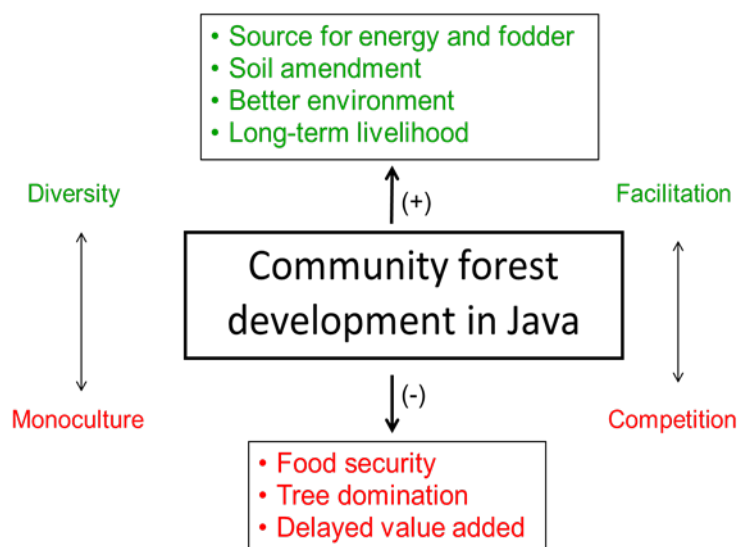 • Source for energy and fodder
• Soil amendment
• Better environment
• Long-term livelihood
Diversity
(+)
Facilitation
Community forest
development in Java
Monoculture
(-)
Competition
• Food security
• Tree domination
• Delayed value added